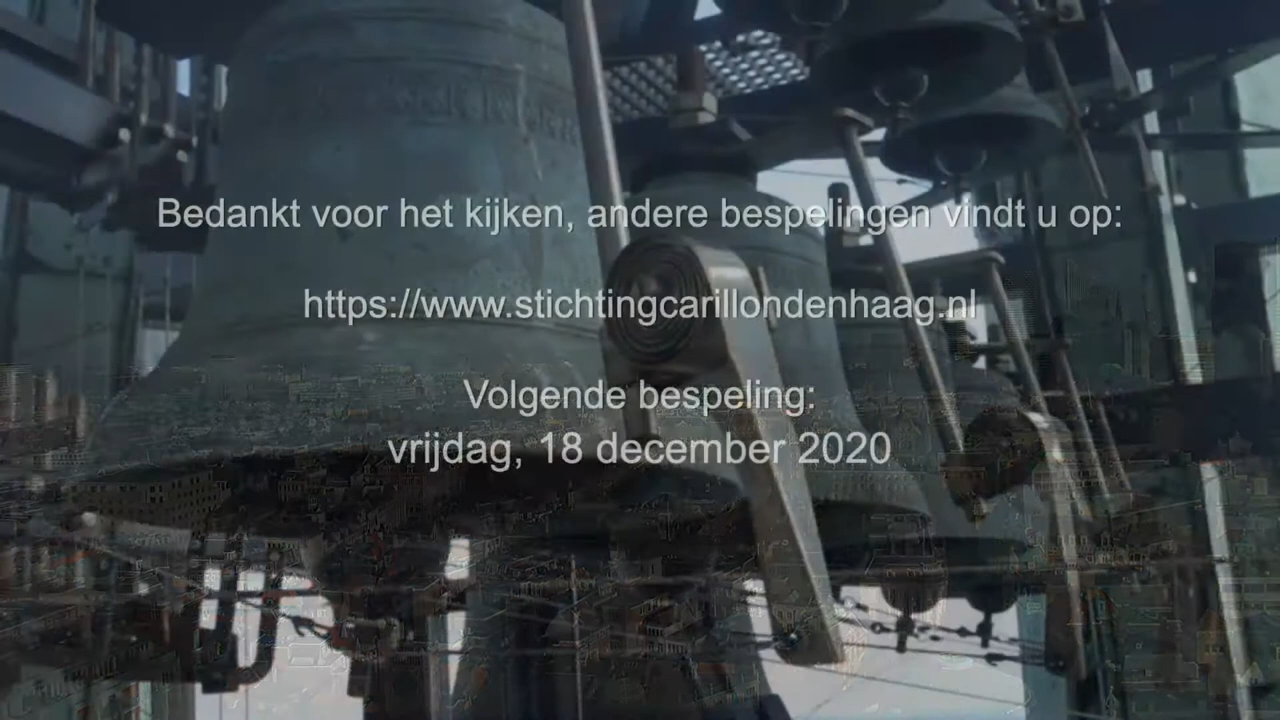 Bedankt voor het kijken, andere bespelingen vindt u op:
https://www.stichtingcarillondenhaag.nl
Volgende bespeling:
vrijdag, 18 december 2020